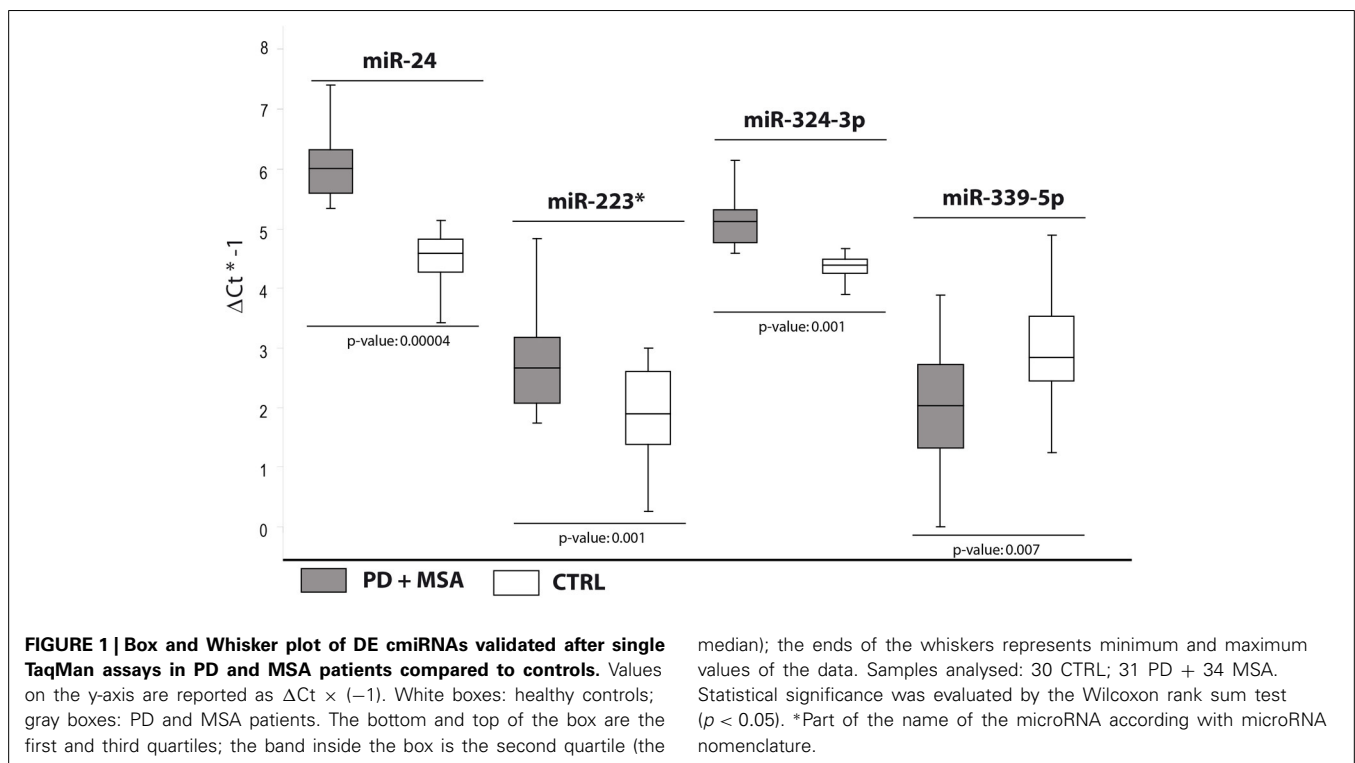 8
miR-24
7
miR-324-3p
6
miR-223*
miR-339-5p
5
ΔCt * -1
4
p-value: 0.00004
p-value: 0.001
3
2
1
0
p-value: 0.001
p-value: 0.007
PD + MSA
CTRL
FIGURE 1 | Box and Whisker plot of DE cmiRNAs validated after single
TaqMan assays in PD and MSA patients compared to controls. Values
on the y-axis are reported as ΔCt × (−1). White boxes: healthy controls;
gray boxes: PD and MSA patients. The bottom and top of the box are the
first and third quartiles; the band inside the box is the second quartile (the
median); the ends of the whiskers represents minimum and maximum
values of the data. Samples analysed: 30 CTRL; 31 PD + 34 MSA.
Statistical significance was evaluated by the Wilcoxon rank sum test
(p < 0.05). *Part of the name of the microRNA according with microRNA
nomenclature.